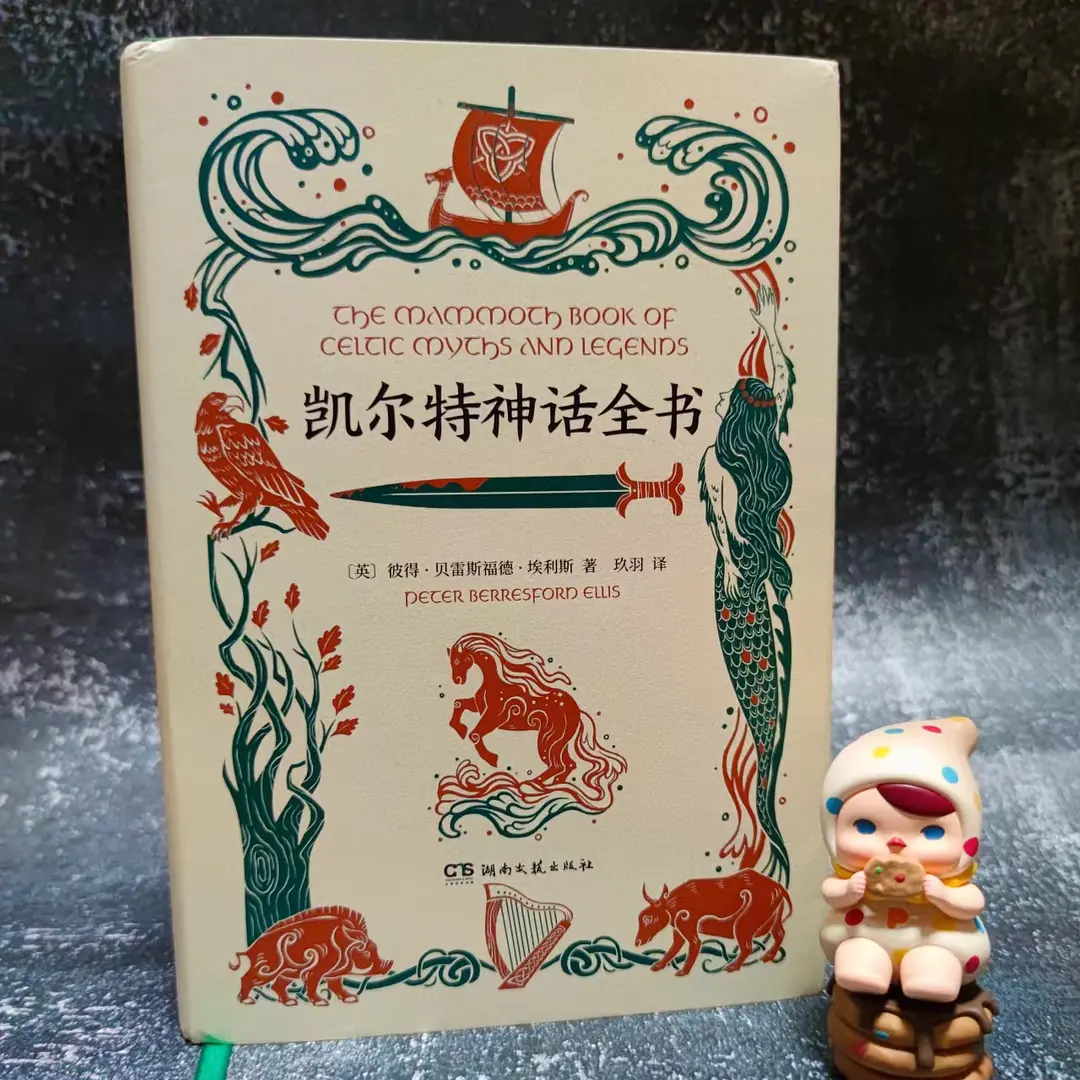 THE MAMMOTH BOOK OF
CELTIC MYTHS AND LEGENDS
凯尔特神话全书
〔英〕彼得·贝雷斯福德·埃利斯 著 玖羽 译
PETER BERRESFORD ELLIS
CNS 湖南文艺出版社
P